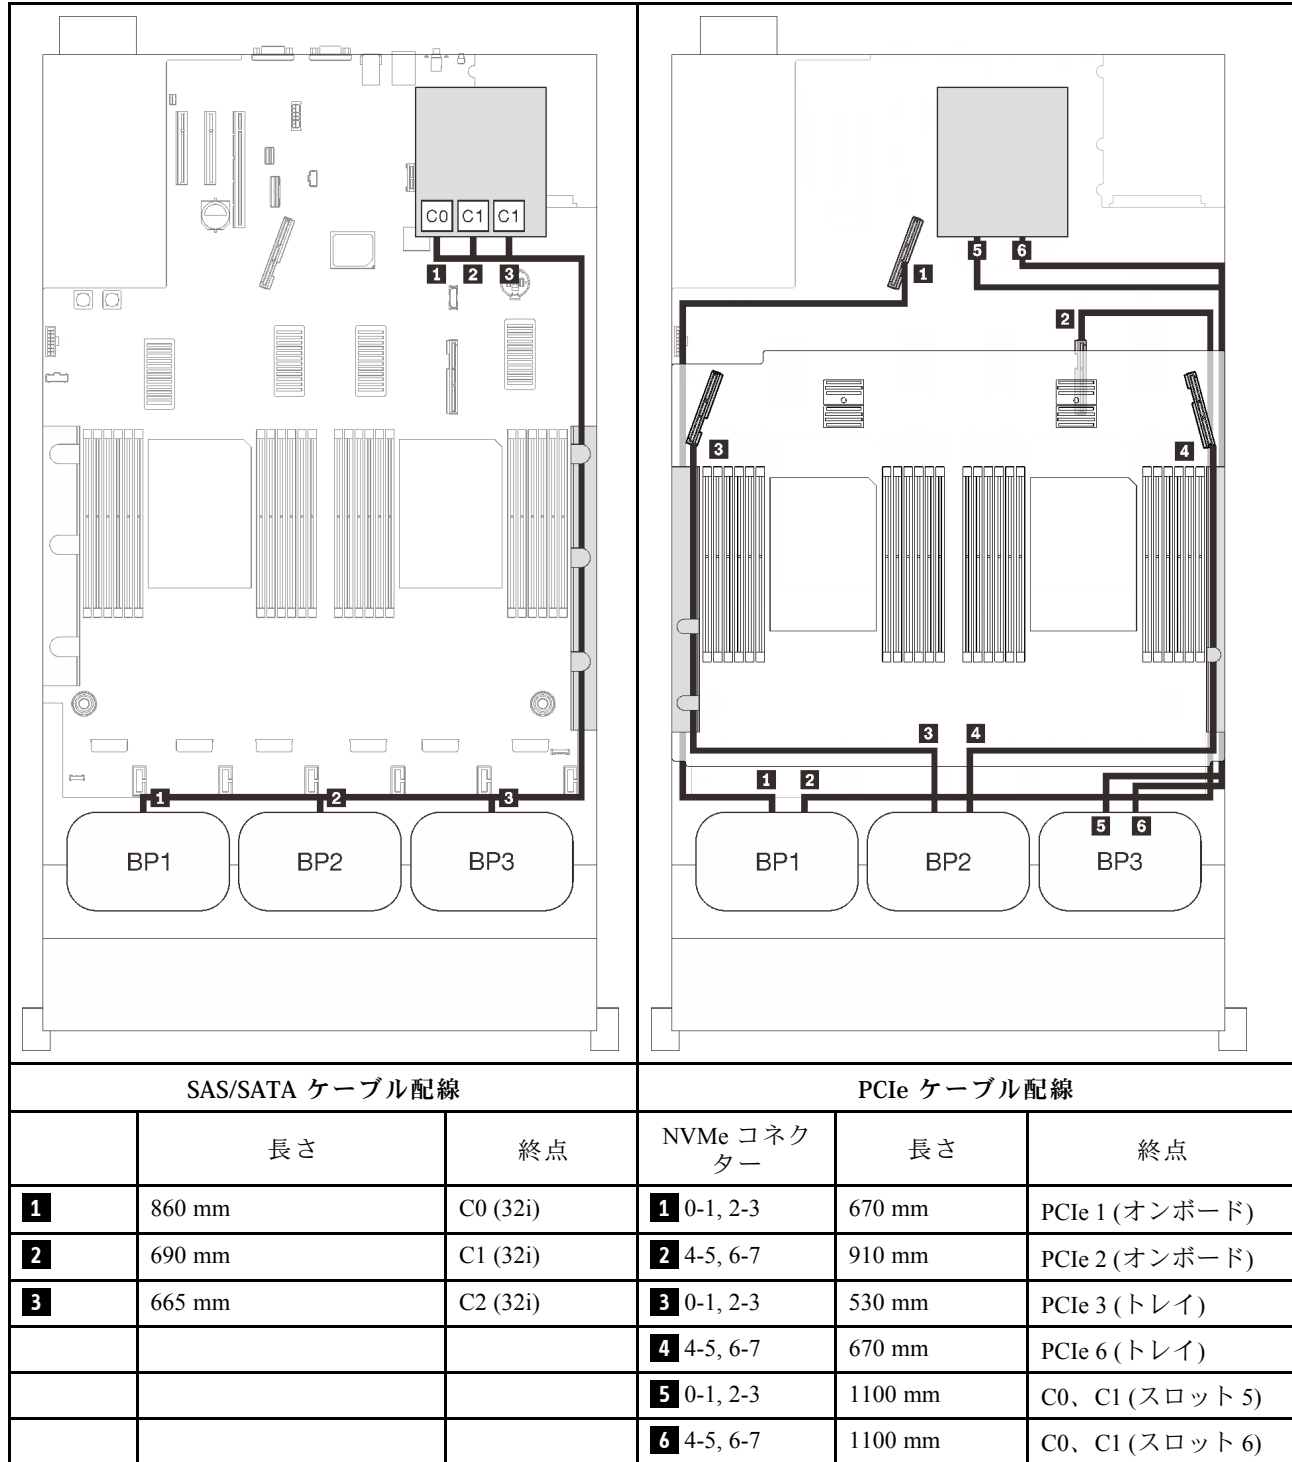 C0 C1 C1
1 2 3
1 2 3
BP1 BP2 BP3
5 6
1
2
3 4
3 4
1 2
5 6
BP1 BP2 BP3
SAS/SATA ケーブル配線 PCIe ケーブル配線
長さ 終点 NVMe コネク
ター 長さ 終点
1 860 mm C0 (32i) 1 0-1, 2-3 670 mm PCIe 1 (オンボード)
2 690 mm C1 (32i) 2 4-5, 6-7 910 mm PCIe 2 (オンボード)
3 665 mm C2 (32i) 3 0-1, 2-3 530 mm PCIe 3 (トレイ)
4 4-5, 6-7 670 mm PCIe 6 (トレイ)
5 0-1, 2-3 1100 mm C0、C1 (スロット 5)
6 4-5, 6-7 1100 mm C0、C1 (スロット 6)